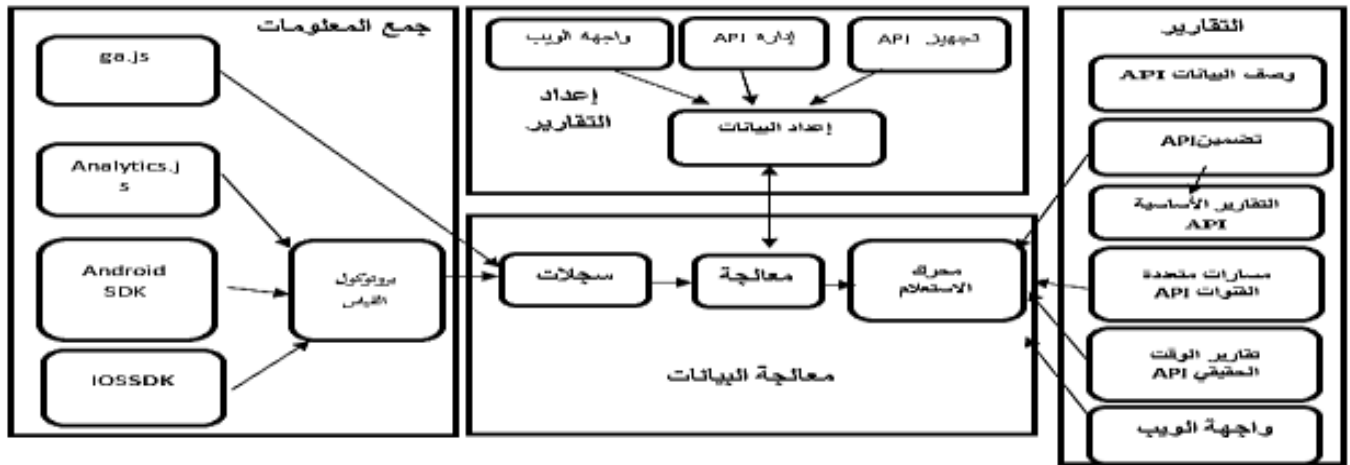 جمع المعلومات
ga.js
Analytics.j
s
Android
SDK
IOSSDK
بروتوكول
القياس
واجهة الويب
إدارة API
تجهيز API
إعداد
التقارير
إعداد البيانات
سجلات
معالجة
محرك
الاستعلام
معالجة البيانات
التقارير
وصف البيانات API
تضمينAPI
التقارير الأساسية
API
مسارات متعددة
القنوات API
تقارير الوقت
الحقيقي API
واجهة الويب